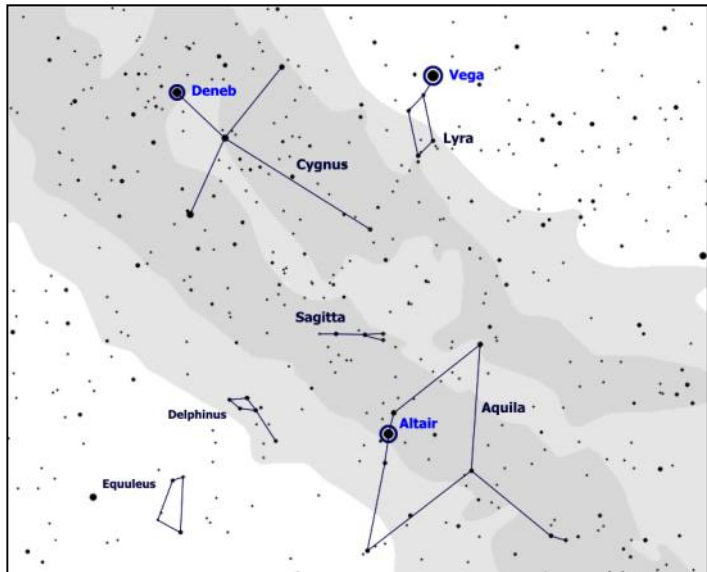 Deneb
Vega
Lyra
Cygnus
Sagitta
Aquila
Delphinus
Altair
Equuleus